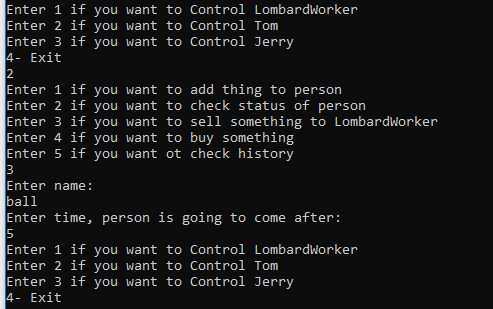 Enter 1 if you want to Control LombardWorker
Enter 2 if you want to Control Tom
Enter 3 if you want to Control Jerry
4- Exit
2
Enter 1 if you want to add thing to person
Enter 2 if you want to check status of person
Enter 3 if you want to sell something to LombardWorker
Enter 4 if you want to buy something
Enter 5 if you want ot check history
3
Enter name:
ball
Enter time, person is going to come after:
5
Enter 1 if you want to Control LombardWorker
Enter 2 if you want to Control Tom
Enter 3 if you want to Control Jerry
4- Exit